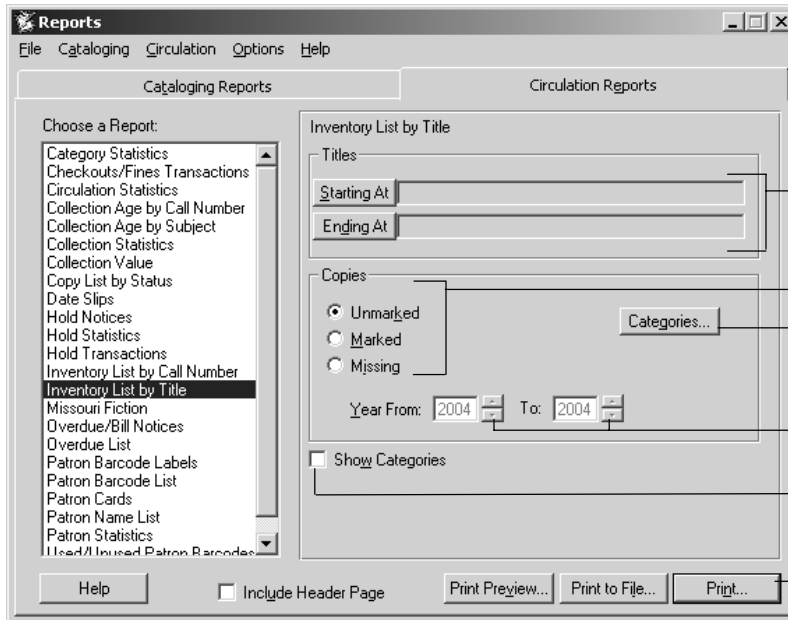 Reports
File Cataloging Circulation Options Help
Cataloging Reports
Circulation Reports
Choose a Report:
Category Statistics
Checkouts/Fines Transactions
Circulation Statistics
Collection Age by Call Number
Collection Age by Subject
Collection Statistics
Collection Value
Copy List by Status
Date Slips
Hold Notices
Hold Statistics
Hold Transactions
Inventory List by Call Number
Inventory List by Title
Missouri Fiction
Overdue/Bill Notices
Overdue List
Patron Barcode Labels
Patron Barcode List
Patron Cards
Patron Name List
Patron Statistics
Used/Unused Patron Barcodes
Inventory List by Title
Titles
Starting At
Ending At
Copies
Unmarked
Marked
Missing
Categories...
Year From: 2004 To: 2004
Show Categories
Help
Include Header Page
Print Preview...
Print to File...
Print...